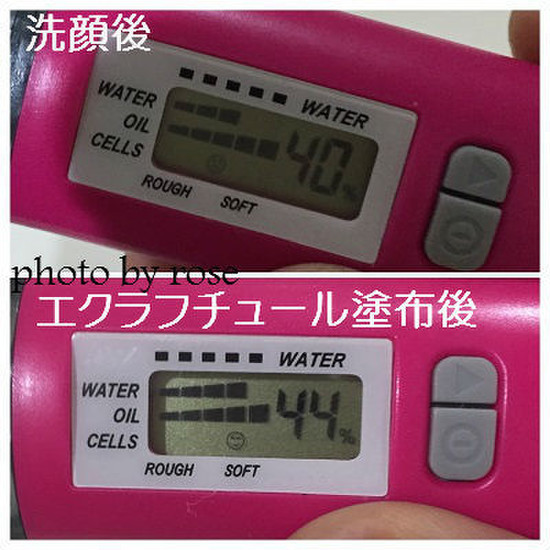 洗顔後
WATER
WATER
OIL
CELLS
40%
ROUGH SOFT
photo by rose
エクラフチュール塗布後
WATER
WATER
OIL
CELLS
44%
ROUGH SOFT